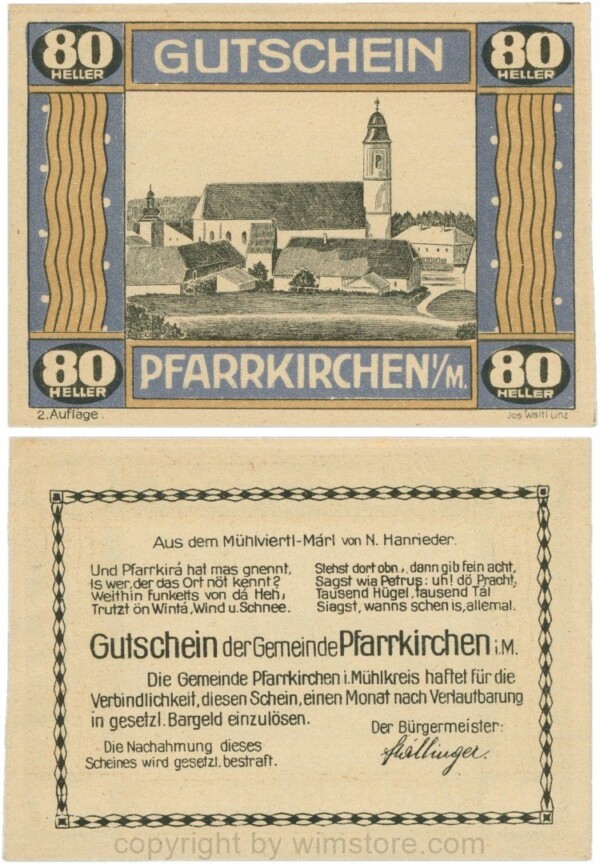 80 HELLER GUTSCHEIN 80 HELLER
80 HELLER PFARRKIRCHEN I/M. 80 HELLER
2. Auflage. Jos. Waltl Linz
Aus dem Mühlviertl-Márl von N. Hanrieder.
Und Pfarrkirá hat mas gnennt,
Is wer, der das Ort nöt kennt?
Weithin funkelts von dá Heh,
Trutzt ön Wintá, Wind u. Schnee.
Stehst dort obn, dann gib fein acht,
Sagst wia Petrus: uh! dö Pracht,
Tausend Hügel, tausend Tál
Siagst, wanns schen is, allemal.
Gutschein der Gemeinde Pfarrkirchen i. M.
Die Gemeinde Pfarrkirchen i. Mühlkreis haftet für die
Verbindlichkeit, diesen Schein, einen Monat nach Verlautbarung
in gesetzl. Bargeld einzulösen.
Der Bürgermeister:
Die Nachahmung dieses
Scheines wird gesetzl. bestraft.
copyright by wimstore.com